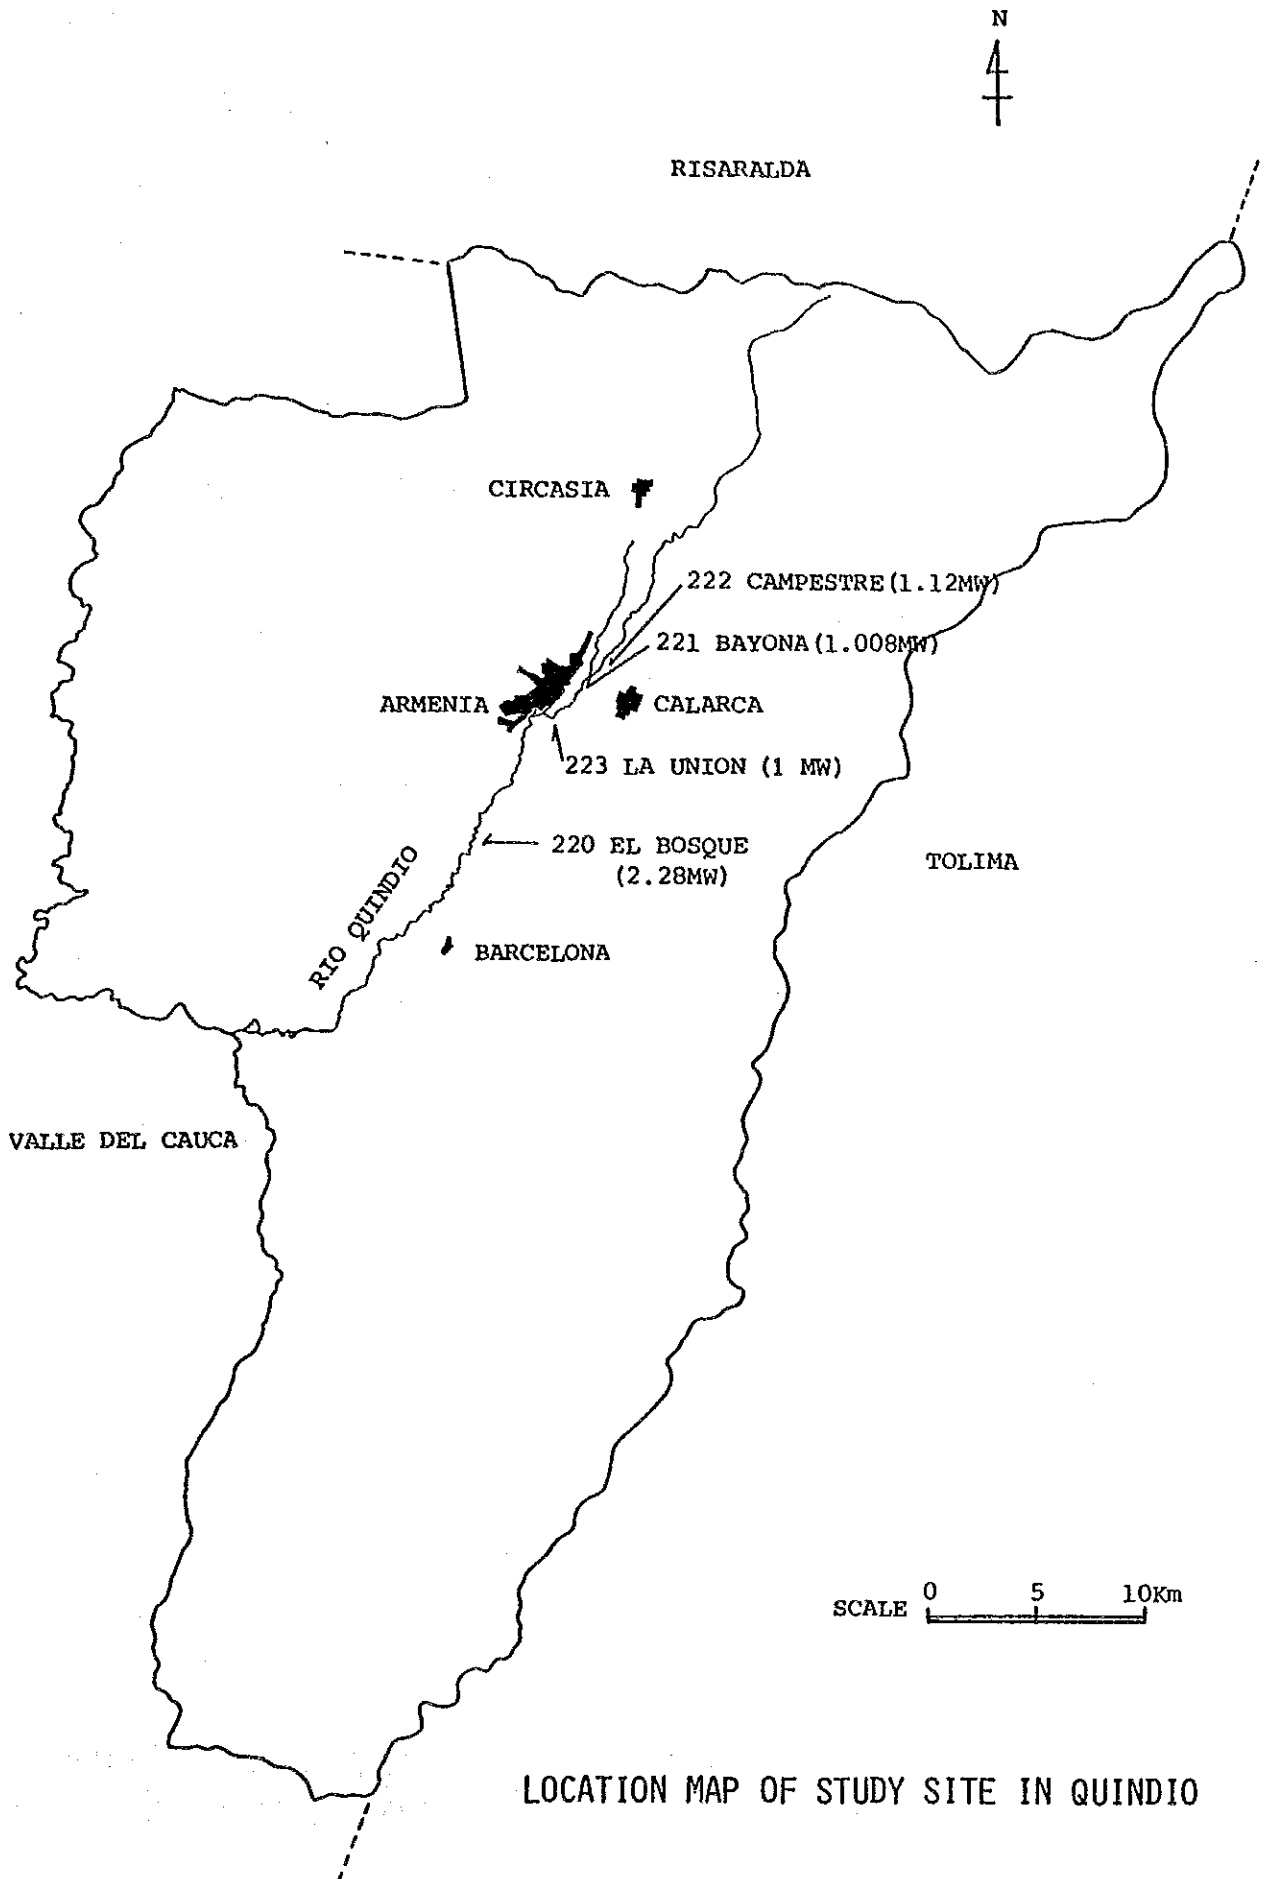 N
RISARALDA
CIRCASIA
222 CAMPESTRE(1.12MW)
221 BAYONA(1.008MW)
ARMENIA
CALARCA
223 LA UNION (1 MW)
220 EL BOSQUE
(2.28MW)
TOLIMA
RIO QUINDIO
BARCELONA
VALLE DEL CAUCA
SCALE 0 5 10Km
LOCATION MAP OF STUDY SITE IN QUINDIO